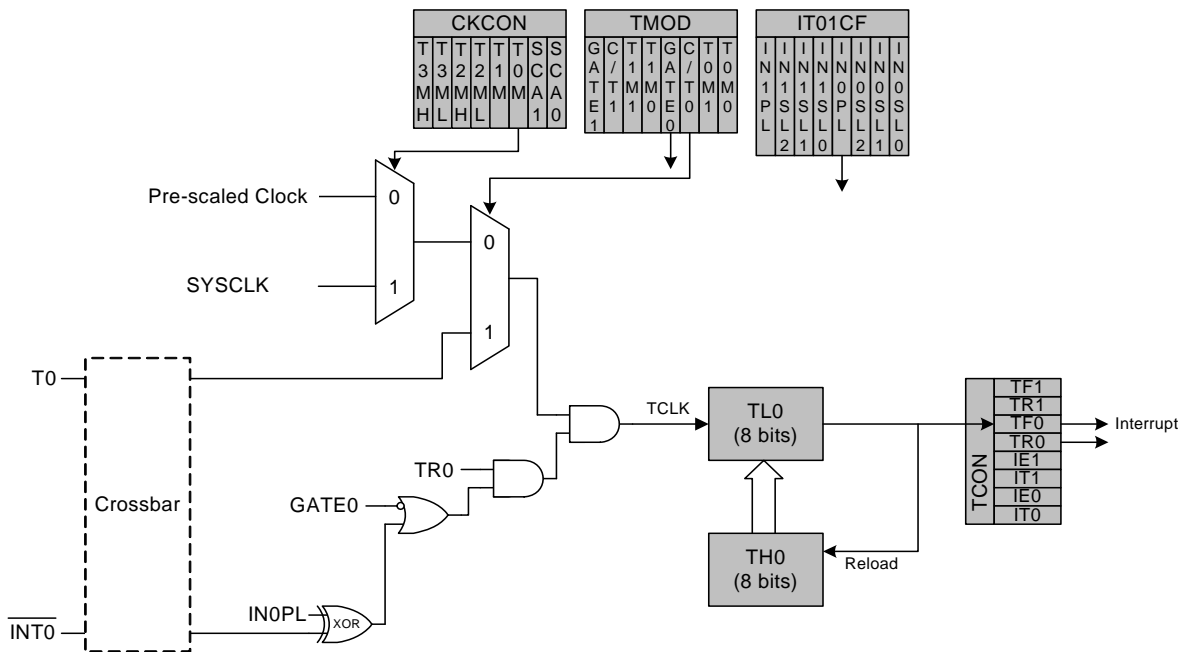 CKCON
T3MH T3ML T2MH T2ML T1M T0M SCA1 SCA0
TMOD
GATE1 C/T1 T1M1 T1M0 GATE0 C/T0 T0M1 T0M0
IT01CF
IN1PL IN1SL2 IN1SL1 IN1SL0 IN0PL IN0SL2 IN0SL1 IN0SL0
Pre-scaled Clock
0
1
SYSCLK
0
1
T0
Crossbar
INT0
GATE0
TR0
IN0PL
XOR
TCLK
TL0
(8 bits)
TH0
(8 bits)
Reload
TCON
TF1
TR1
TF0
TR0
IE1
IT1
IE0
IT0
Interrupt